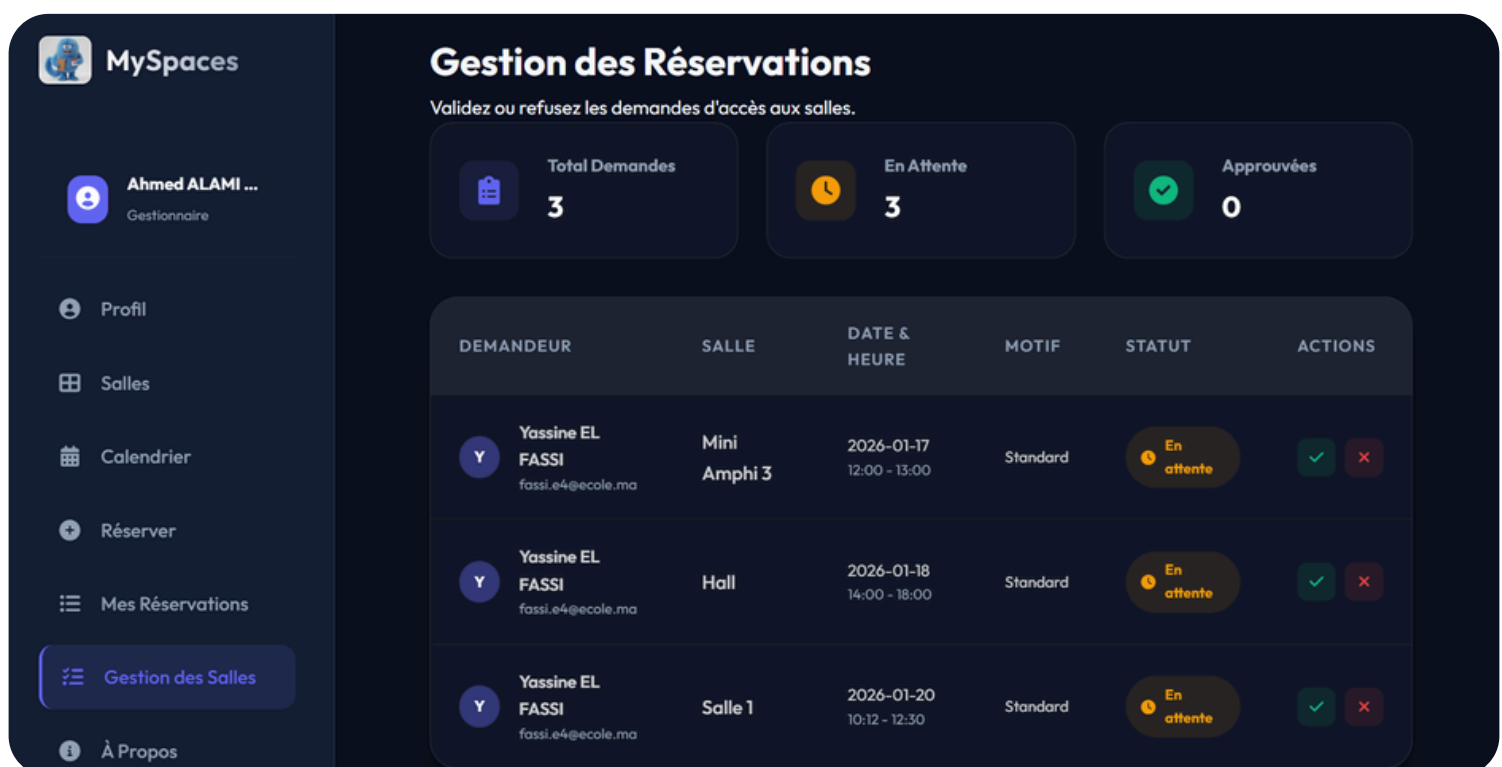 MySpaces
Ahmed ALAMI ...
Gestionnaire
Profil
Salles
Calendrier
Réserver
Mes Réservations
Gestion des Salles
À Propos
Gestion des Réservations
Validez ou refusez les demandes d'accès aux salles.
Total Demandes
3
En Attente
3
Approuvées
0
DEMANDEUR
SALLE
DATE &
HEURE
MOTIF
STATUT
ACTIONS
Y
Yassine EL
FASSI
fassi.e4@ecole.ma
Mini
Amphi 3
2026-01-17
12:00 - 13:00
Standard
En
attente
Y
Yassine EL
FASSI
fassi.e4@ecole.ma
Hall
2026-01-18
14:00 - 18:00
Standard
En
attente
Y
Yassine EL
FASSI
fassi.e4@ecole.ma
Salle 1
2026-01-20
10:12 - 12:30
Standard
En
attente